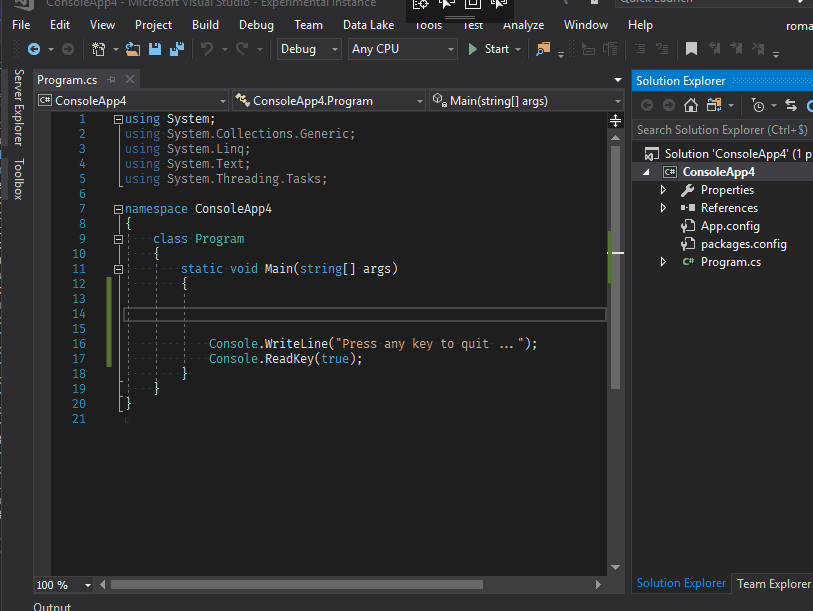 ConsoleApp4 - Microsoft Visual Studio - Experimental Instance
Quick Launch
File Edit View Project Build Debug Team Data Lake Tools Test Analyze Window Help roma
Debug Any CPU Start
Server Explorer
Toolbox
Program.cs
ConsoleApp4 ConsoleApp4.Program Main(string[] args)
1 using System;
2 using System.Collections.Generic;
3 using System.Linq;
4 using System.Text;
5 using System.Threading.Tasks;
6
7 namespace ConsoleApp4
8 {
9 class Program
10 {
11 static void Main(string[] args)
12 {
13
14
15
16 Console.WriteLine("Press any key to quit ...");
17 Console.ReadKey(true);
18 }
19 }
20 }
21
100 %
Output
Solution Explorer
Search Solution Explorer (Ctrl+$)
Solution 'ConsoleApp4' (1 p
C# ConsoleApp4
Properties
References
App.config
packages.config
C# Program.cs
Solution Explorer Team Explorer